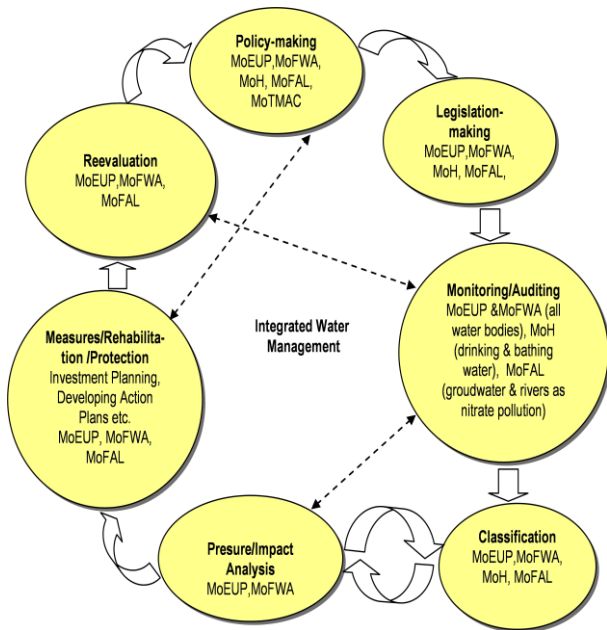 Policy-making
MoEUP,MoFWA,
MoH, MoFAL,
MoTMAC
Legislation-
making
MoEUP,MoFWA,
MoH, MoFAL,
Reevaluation
MoEUP,MoFWA,
MoFAL
Monitoring/Auditing
MoEUP &MoFWA (all
water bodies), MoH
(drinking & bathing
water), MoFAL
(groudwater & rivers as
nitrate pollution)
Integrated Water
Management
Measures/Rehabilita-
tion /Protection
Investment Planning,
Developing Action
Plans etc.
MoEUP, MoFWA,
MoFAL
Classification
MoEUP,MoFWA,
MoH, MoFAL
Presure/Impact
Analysis
MoEUP,MoFWA